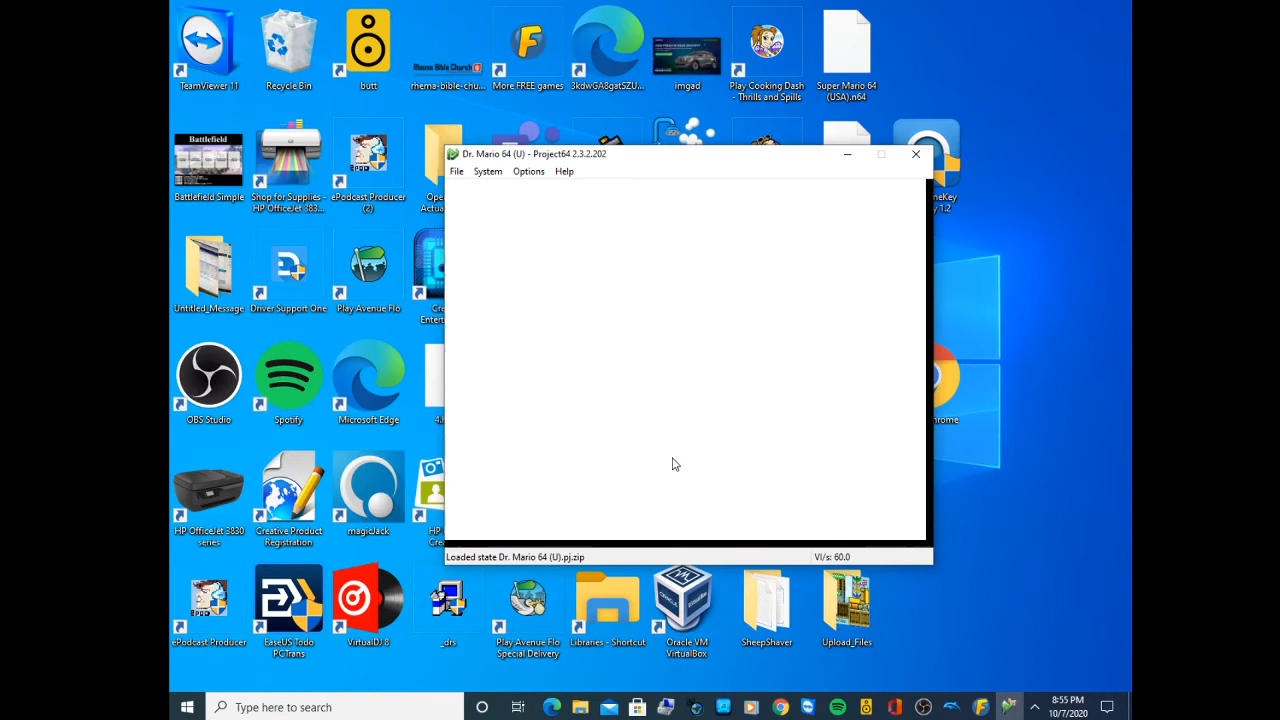 TeamViewer 11
Recycle Bin
butt
Rhema Bible Church
rhema-bible-chu...
More FREE games
3kdwGA8gatSZU...
imgad
Play Cooking Dash
- Thrills and Spills
Super Mario 64
(USA).n64
Battlefield
Battlefield Simple
Shop for Supplies -
HP OfficeJet 383...
ePodcast Producer
(2)
Dr. Mario 64 (U) - Project64 2.3.2.202
File
System
Options
Help
Untitled_Message
Driver Support One
Play Avenue Flo
OBS Studio
Spotify
Microsoft Edge
HP OfficeJet 3830
series
Creative Product
Registration
magicJack
Loaded state Dr. Mario 64 (U).pj.zip
VI/s: 60.0
ePodcast Producer
EaseUS Todo
PCTrans
VirtualDJ 8
_drs
Play Avenue Flo
Special Delivery
Libraries - Shortcut
Oracle VM
VirtualBox
SheepShaver
Upload_Files
Type here to search
8:55 PM
10/7/2020